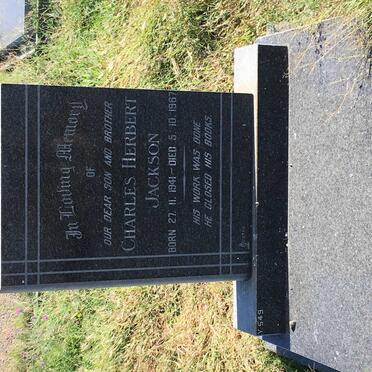 In Loving Memory
OF
OUR DEAR SON AND BROTHER
CHARLES HERBERT
JACKSON
BORN 27. 11. 1941 - DIED 5. 10. 1967
HIS WORK WAS DONE
HE CLOSED HIS BOOKS.
Y 549